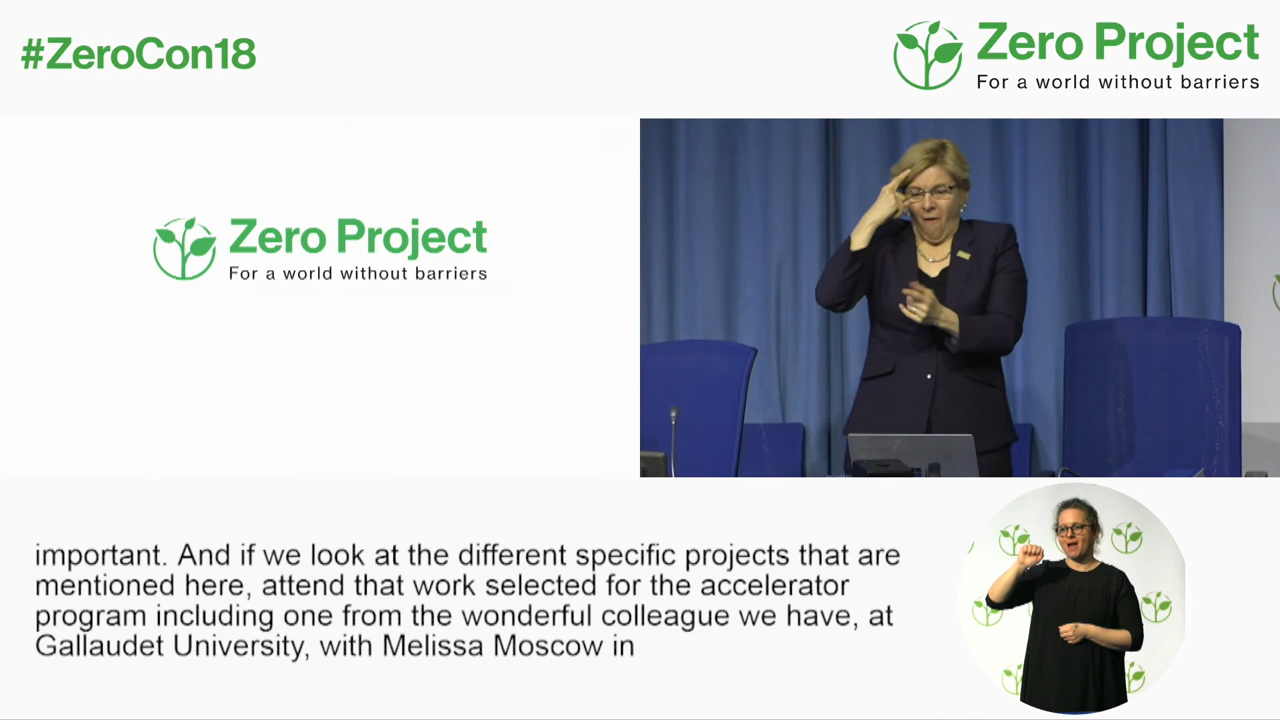 #ZeroCon18
Zero Project
For a world without barriers
Zero Project
For a world without barriers
important. And if we look at the different specific projects that are
mentioned here, attend that work selected for the accelerator
program including one from the wonderful colleague we have, at
Gallaudet University, with Melissa Moscow in